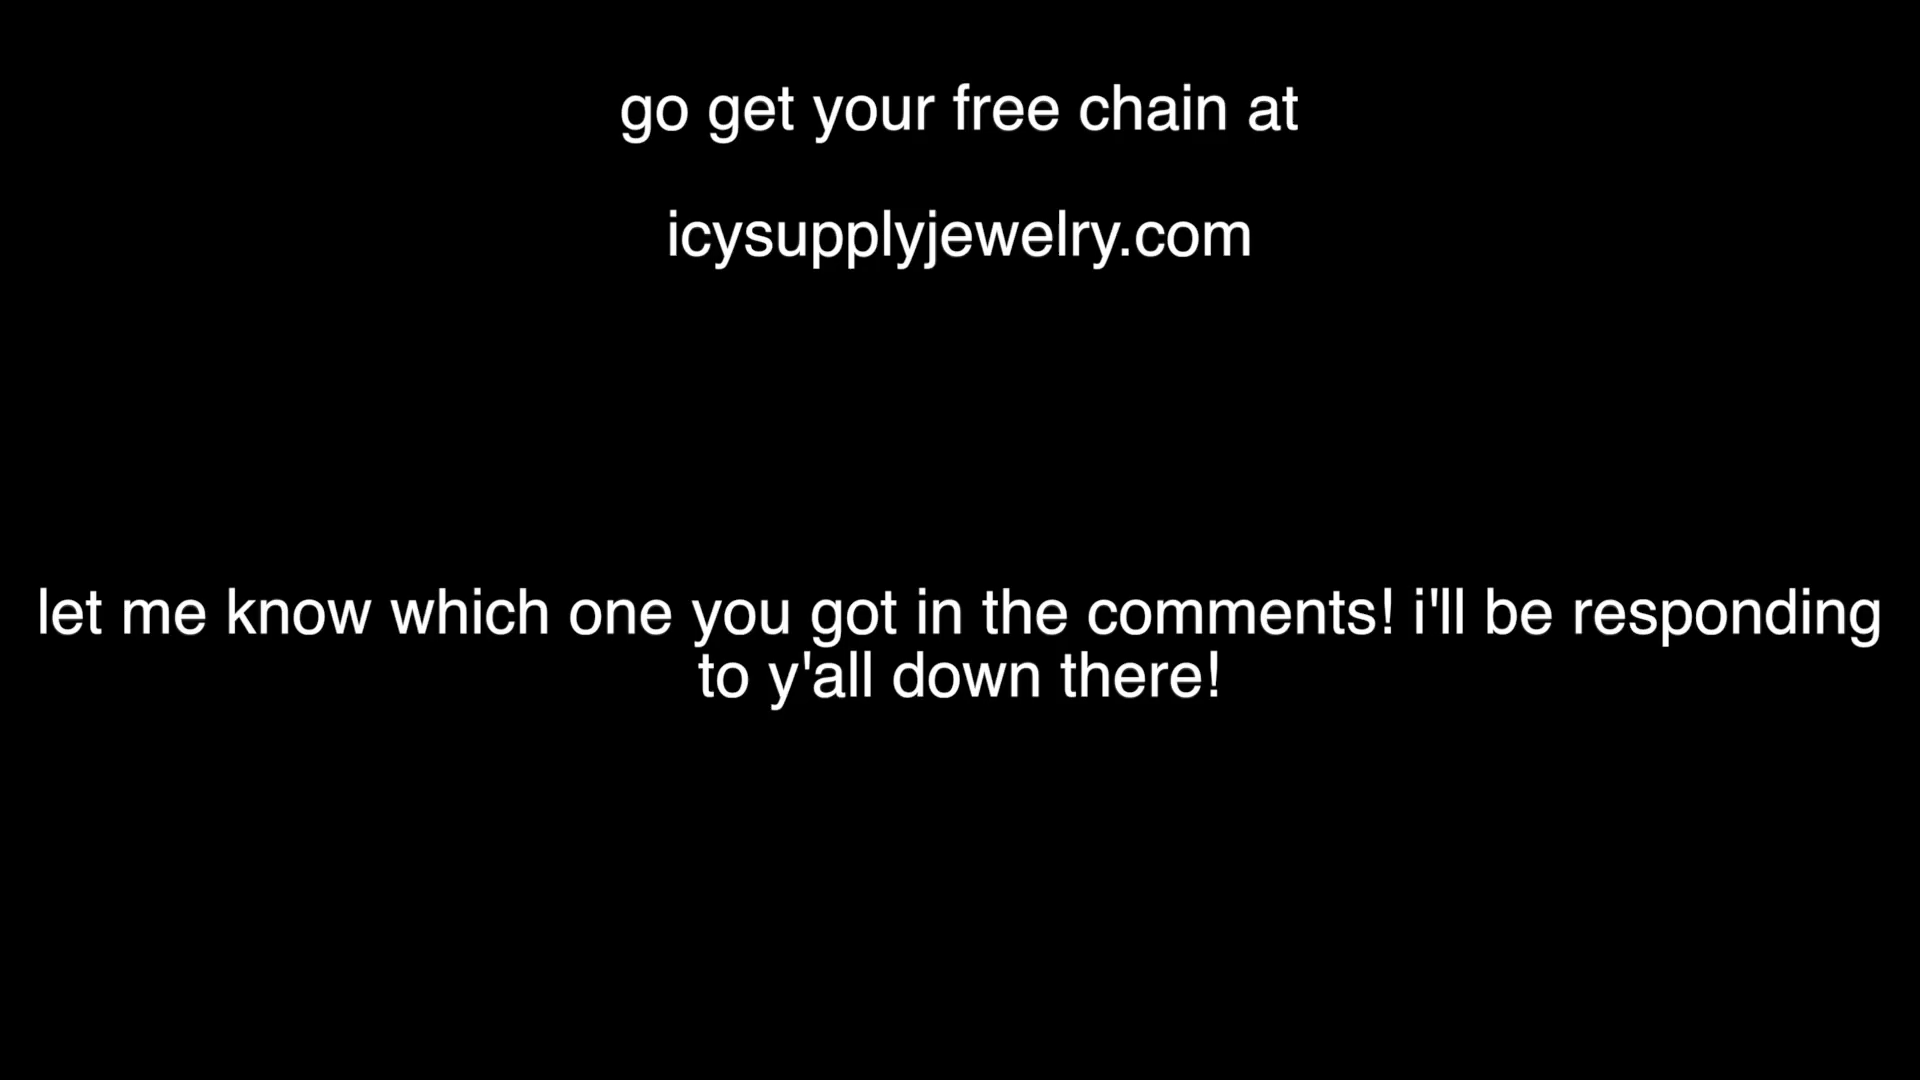 go get your free chain at
icysupplyjewelry.com
let me know which one you got in the comments! i'll be responding
to y'all down there!